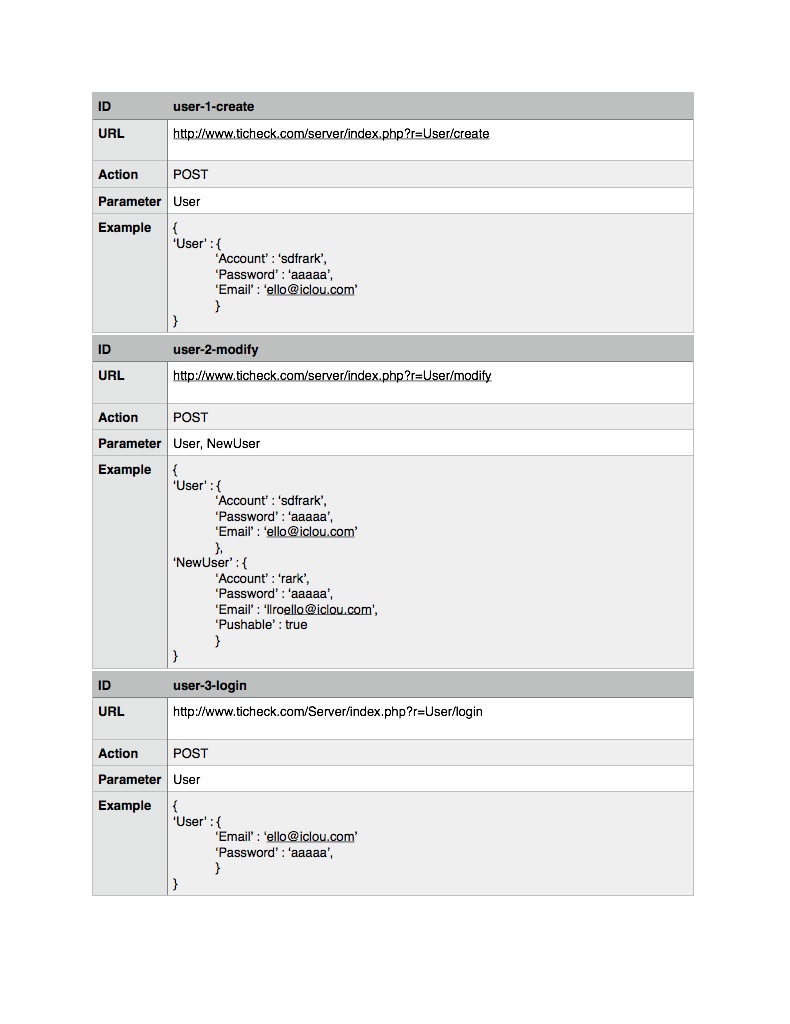 ID user-1-create
URL http://www.ticheck.com/server/index.php?r=User/create
Action POST
Parameter User
Example {
‘User’ : {
‘Account’ : ‘sdfrark’,
‘Password’ : ‘aaaaa’,
‘Email’ : ‘ello@iclou.com’
}
}
ID user-2-modify
URL http://www.ticheck.com/server/index.php?r=User/modify
Action POST
Parameter User, NewUser
Example {
‘User’ : {
‘Account’ : ‘sdfrark’,
‘Password’ : ‘aaaaa’,
‘Email’ : ‘ello@iclou.com’
},
‘NewUser’ : {
‘Account’ : ‘rark’,
‘Password’ : ‘aaaaa’,
‘Email’ : ‘llroello@iclou.com’,
‘Pushable’ : true
}
}
ID user-3-login
URL http://www.ticheck.com/Server/index.php?r=User/login
Action POST
Parameter User
Example {
‘User’ : {
‘Email’ : ‘ello@iclou.com’
‘Password’ : ‘aaaaa’,
}
}